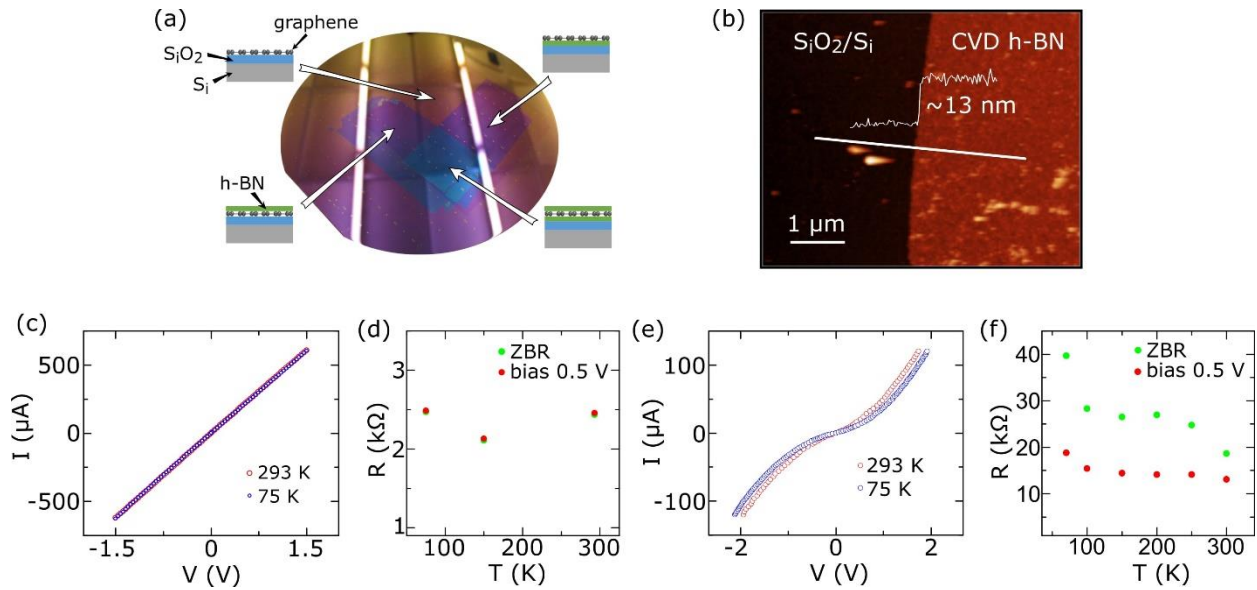 (a)
graphene
SiO2
Si
h-BN
(b)
SiO2/Si
CVD h-BN
~13 nm
1 μm
(c)
I (μA)
500
0
-500
293 K
75 K
-1.5
0
1.5
V (V)
(d)
R (kΩ)
3
2
1
ZBR
bias 0.5 V
100
200
300
T (K)
(e)
I (μA)
100
0
-100
293 K
75 K
-2
0
2
V (V)
(f)
R (kΩ)
40
30
20
10
ZBR
bias 0.5 V
100
150
200
250
300
T (K)